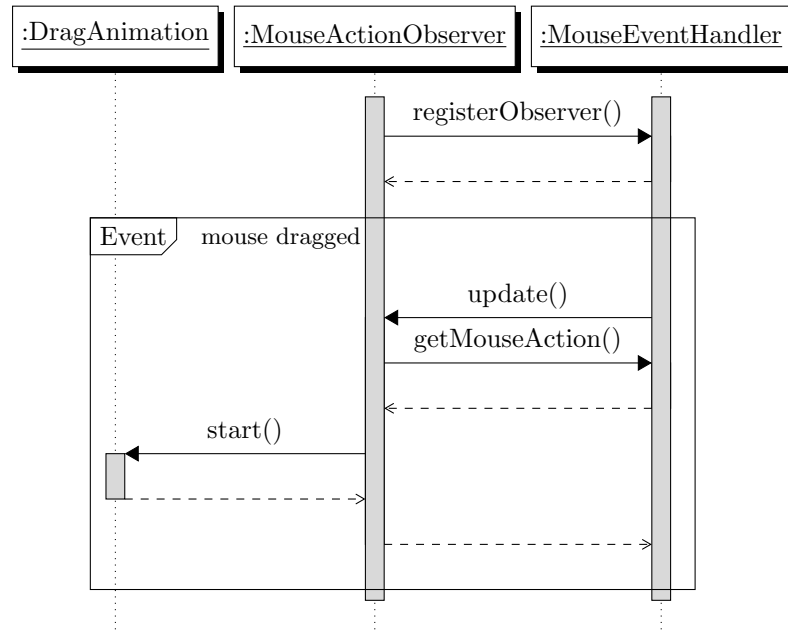 :DragAnimation
:MouseActionObserver
:MouseEventHandler
registerObserver()
Event
mouse dragged
update()
getMouseAction()
start()